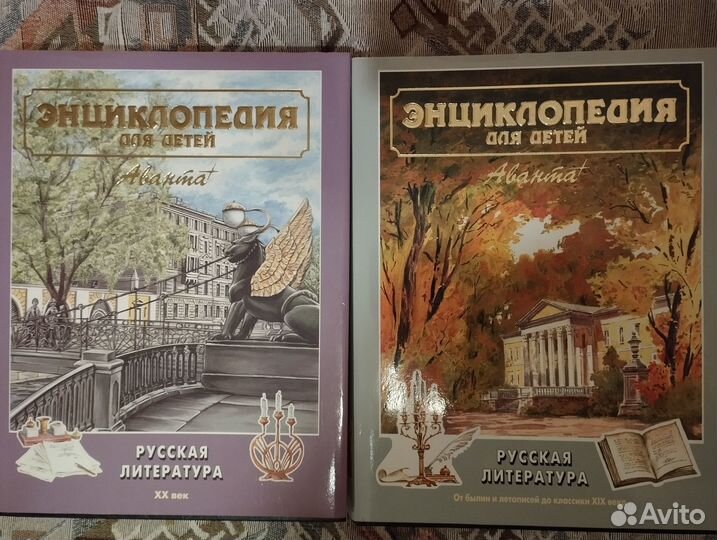 ЭНЦИКЛОПЕДИЯ
ДЛЯ ДЕТЕЙ
Аванта+
РУССКАЯ
ЛИТЕРАТУРА
XX век
ЭНЦИКЛОПЕДИЯ
ДЛЯ ДЕТЕЙ
Аванта+
РУССКАЯ
ЛИТЕРАТУРА
От былин и летописей до классики XIX века
Avito